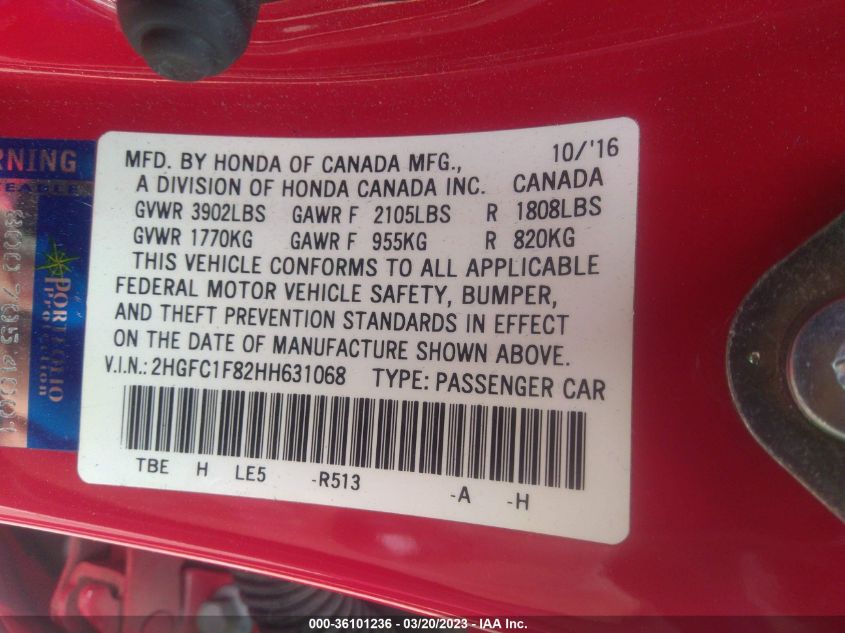 RNING
PORTFOLIO
Protection
MFD. BY HONDA OF CANADA MFG., 10/'16
A DIVISION OF HONDA CANADA INC. CANADA
GVWR 3902LBS GAWR F 2105LBS R 1808LBS
GVWR 1770KG GAWR F 955KG R 820KG
THIS VEHICLE CONFORMS TO ALL APPLICABLE
FEDERAL MOTOR VEHICLE SAFETY, BUMPER,
AND THEFT PREVENTION STANDARDS IN EFFECT
ON THE DATE OF MANUFACTURE SHOWN ABOVE.
V.I.N.: 2HGFC1F82HH631068 TYPE: PASSENGER CAR
TBE H LE5 -R513 -A -H
000-36101236 - 03/20/2023 - IAA Inc.